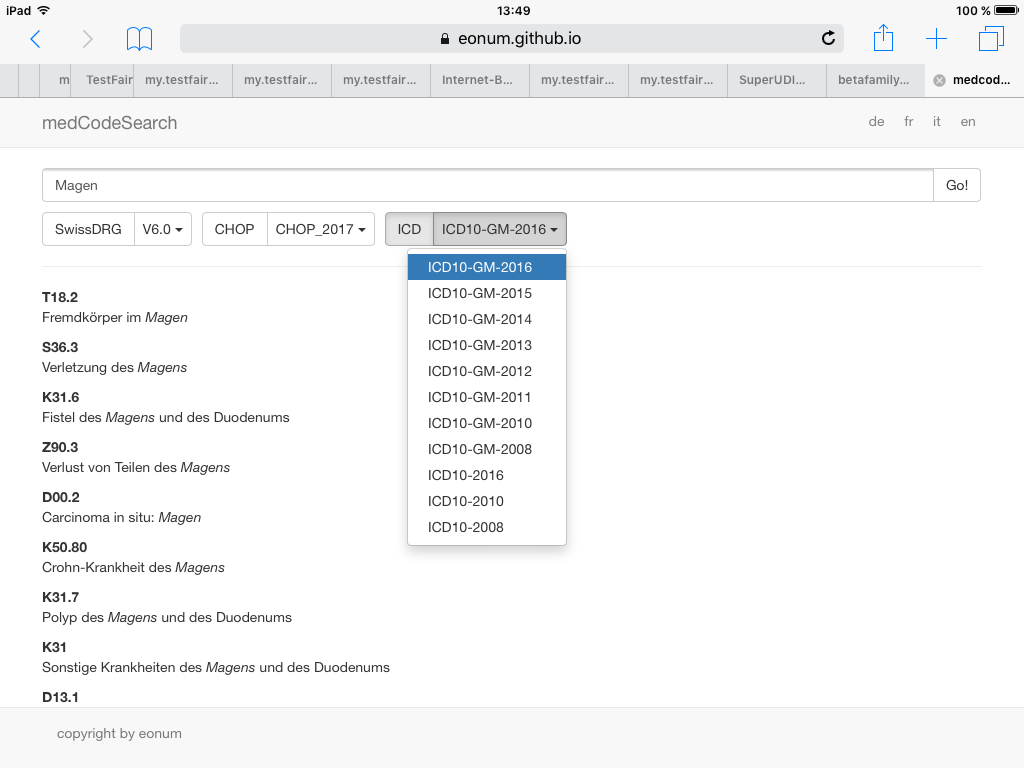 iPad 13:49 100 %
eonum.github.io
m TestFair my.testfair... my.testfair... my.testfair... Internet-B... my.testfair... my.testfair... SuperUDI... betafamily... medcod...
medCodeSearch de fr it en
Magen Go!
SwissDRG V6.0 CHOP CHOP_2017 ICD ICD10-GM-2016
ICD10-GM-2016
ICD10-GM-2015
ICD10-GM-2014
ICD10-GM-2013
ICD10-GM-2012
ICD10-GM-2011
ICD10-GM-2010
ICD10-GM-2008
ICD10-2016
ICD10-2010
ICD10-2008
T18.2
Fremdkörper im Magen
S36.3
Verletzung des Magens
K31.6
Fistel des Magens und des Duodenums
Z90.3
Verlust von Teilen des Magens
D00.2
Carcinoma in situ: Magen
K50.80
Crohn-Krankheit des Magens
K31.7
Polyp des Magens und des Duodenums
K31
Sonstige Krankheiten des Magens und des Duodenums
D13.1
copyright by eonum